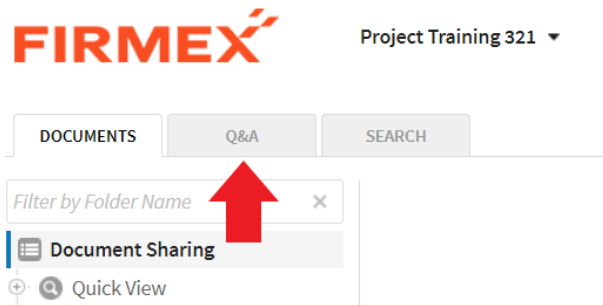 FIRMEX
Project Training 321
DOCUMENTS Q&A SEARCH
Filter by Folder Name
Document Sharing
Quick View